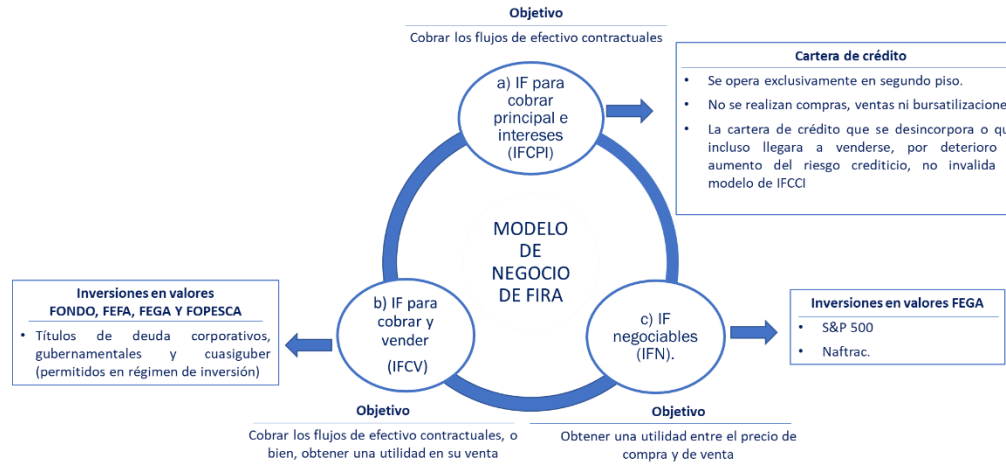 Objetivo
Cobrar los flujos de efectivo contractuales
Cartera de crédito
• Se opera exclusivamente en segundo piso.
• No se realizan compras, ventas ni bursatilizacione
• La cartera de crédito que se desincorpora o qu
incluso llegara a venderse, por deterioro
aumento del riesgo crediticio, no invalida
modelo de IFCCI
a) IF para
cobrar
principal e
intereses
(IFCPI)
MODELO
DE
NEGOCIO
DE FIRA
Inversiones en valores
FONDO, FEFA, FEGA Y FOPESCA
• Títulos de deuda corporativos,
gubernamentales y cuasiguber
(permitidos en régimen de inversión)
b) IF para
cobrar y
vender
(IFCV)
c) IF
negociables
(IFN).
Inversiones en valores FEGA
• S&P 500
• Naftrac.
Objetivo
Cobrar los flujos de efectivo contractuales, o
bien, obtener una utilidad en su venta
Objetivo
Obtener una utilidad entre el precio de
compra y de venta